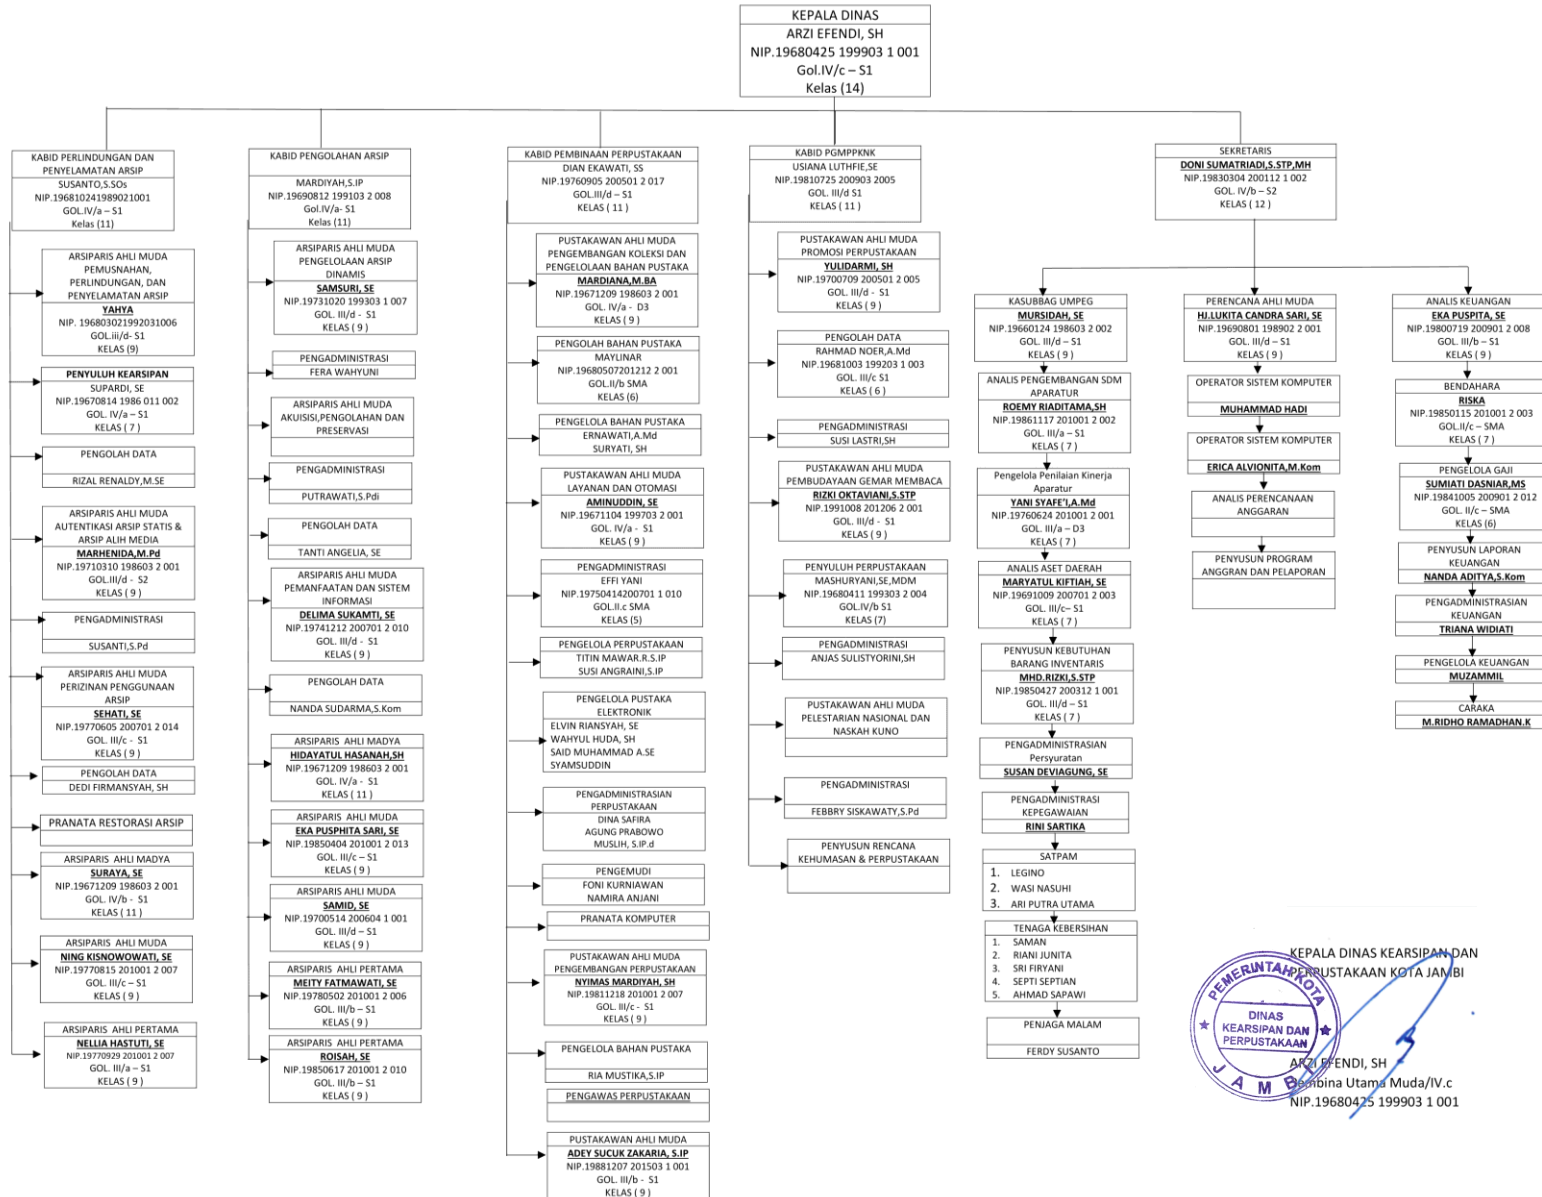 KEPALA DINAS
ARZI EFENDI, SH
NIP.19680425 199903 1 001
Gol.IV/c – S1
Kelas (14)
KABID PERLINDUNGAN DAN
PENYELAMATAN ARSIP
SUSANTO,S.SOs
NIP.196810241989021001
GOL.IV/a – S1
Kelas (11)
ARSIPARIS AHLI MUDA
PEMUSNAHAN,
PERLINDUNGAN, DAN
PENYELAMATAN ARSIP
YAHYA
NIP. 196803021992031006
GOL.iii/d- S1
KELAS (9)
PENYULUH KEARSIPAN
SUPARDI, SE
NIP.19670814 1986 011 002
GOL. IV/a – S1
KELAS ( 7 )
PENGOLAH DATA
RIZAL RENALDY,M.SE
ARSIPARIS AHLI MUDA
AUTENTIKASI ARSIP STATIS &
ARSIP ALIH MEDIA
MARHENIDA,M.Pd
NIP.19710310 198603 2 001
GOL.III/d - S2
KELAS ( 9 )
PENGADMINISTRASI
SUSANTI,S.Pd
ARSIPARIS AHLI MUDA
PERIZINAN PENGGUNAAN
ARSIP
SEHATI, SE
NIP.19770605 200701 2 014
GOL. III/c - S1
KELAS ( 9 )
PENGOLAH DATA
DEDI FIRMANSYAH, SH
PRANATA RESTORASI ARSIP
ARSIPARIS AHLI MADYA
SURAYA, SE
NIP.19671209 198603 2 001
GOL. IV/b - S1
KELAS ( 11 )
ARSIPARIS AHLI MUDA
NING KISNOWOWATI, SE
NIP.19770815 201001 2 007
GOL. III/c – S1
KELAS ( 9 )
ARSIPARIS AHLI PERTAMA
NELLIA HASTUTI, SE
NIP.19770929 201001 2 007
GOL. III/a – S1
KELAS ( 9 )
KABID PENGOLAHAN ARSIP
MARDIYAH,S.IP
NIP.19690812 199103 2 008
Gol.IV/a- S1
Kelas (11)
ARSIPARIS AHLI MUDA
PENGELOLAAN ARSIP
DINAMIS
SAMSURI, SE
NIP.19731020 199303 1 007
GOL. III/d - S1
KELAS ( 9 )
PENGADMINISTRASI
FERA WAHYUNI
ARSIPARIS AHLI MUDA
AKUISISI,PENGOLAHAN DAN
PRESERVASI
PENGADMINISTRASI
PUTRAWATI,S.Pdi
PENGOLAH DATA
TANTI ANGELIA, SE
ARSIPARIS AHLI MUDA
PEMANFAATAN DAN SISTEM
INFORMASI
DELIMA SUKAMTI, SE
NIP.19741212 200701 2 010
GOL. III/d - S1
KELAS ( 9 )
PENGOLAH DATA
NANDA SUDARMA,S.Kom
ARSIPARIS AHLI MADYA
HIDAYATUL HASANAH,SH
NIP.19671209 198603 2 001
GOL. IV/a - S1
KELAS ( 11 )
ARSIPARIS AHLI MUDA
EKA PUSPHITA SARI, SE
NIP.19850404 201001 2 013
GOL. III/c – S1
KELAS ( 9 )
ARSIPARIS AHLI MUDA
SAMID, SE
NIP.19700514 200604 1 001
GOL. III/d – S1
KELAS ( 9 )
ARSIPARIS AHLI PERTAMA
MEITY FATMAWATI, SE
NIP.19780502 201001 2 006
GOL. III/b – S1
KELAS ( 9 )
ARSIPARIS AHLI PERTAMA
ROISAH, SE
NIP.19850617 201001 2 010
GOL. III/b – S1
KELAS ( 9 )
KABID PEMBINAAN PERPUSTAKAAN
DIAN EKAWATI, SS
NIP.19760905 200501 2 017
GOL.III/d – S1
KELAS ( 11 )
PUSTAKAWAN AHLI MUDA
PENGEMBANGAN KOLEKSI DAN
PENGELOLAAN BAHAN PUSTAKA
MARDIANA,M.BA
NIP.19671209 198603 2 001
GOL. IV/a - D3
KELAS ( 9 )
PENGOLAH BAHAN PUSTAKA
MAYLINAR
NIP.19680507201212 2 001
GOL.II/b SMA
KELAS (6)
PENGELOLA BAHAN PUSTAKA
ERNAWATI,A.Md
SURYATI, SH
PUSTAKAWAN AHLI MUDA
LAYANAN DAN OTOMASI
AMINUDDIN, SE
NIP.19671104 199703 2 001
GOL. IV/a - S1
KELAS ( 9 )
PENGADMINISTRASI
EFFI YANI
NIP.19750414200701 1 010
GOL.II.c SMA
KELAS (5)
PENGELOLA PERPUSTAKAAN
TITIN MAWAR.R.S.IP
SUSI ANGRAINI,S.IP
PENGELOLA PUSTAKA
ELEKTRONIK
ELVIN RIANSYAH, SE
WAHYUL HUDA, SH
SAID MUHAMMAD A.SE
SYAMSUDDIN
PENGADMINISTRASIAN
PERPUSTAKAAN
DINA SAFIRA
AGUNG PRABOWO
MUSLIH, S.IP.d
PENGEMUDI
FONI KURNIAWAN
NAMIRA ANJANI
PRANATA KOMPUTER
PUSTAKAWAN AHLI MUDA
PENGEMBANGAN PERPUSTAKAAN
NYIMAS MARDIYAH, SH
NIP.19811218 201001 2 007
GOL. III/c - S1
KELAS ( 9 )
PENGELOLA BAHAN PUSTAKA
RIA MUSTIKA,S.IP
PENGAWAS PERPUSTAKAAN
PUSTAKAWAN AHLI MUDA
ADEY SUCUK ZAKARIA, S.IP
NIP.19881207 201503 1 001
GOL. III/b - S1
KELAS ( 9 )
KABID PGMPPKNK
USIANA LUTHFIE,SE
NIP.19810725 200903 2005
GOL. III/d S1
KELAS ( 11 )
PUSTAKAWAN AHLI MUDA
PROMOSI PERPUSTAKAAN
YULIDARMI, SH
NIP.19700709 200501 2 005
GOL. III/d - S1
KELAS ( 9 )
PENGOLAH DATA
RAHMAD NOER,A.Md
NIP.19681003 199203 1 003
GOL. III/c S1
KELAS ( 6 )
PENGADMINISTRASI
SUSI LASTRI,SH
PUSTAKAWAN AHLI MUDA
PEMBUDAYAAN GEMAR MEMBACA
RIZKI OKTAVIANI,S.STP
NIP.1991008 201206 2 001
GOL. III/d - S1
KELAS ( 9 )
PENYULUH PERPUSTAKAAN
MASHURYANI,SE,MDM
NIP.19680411 199303 2 004
GOL.IV/b S1
KELAS (7)
PENGADMINISTRASI
ANJAS SULISTYORINI,SH
PUSTAKAWAN AHLI MUDA
PELESTARIAN NASIONAL DAN
NASKAH KUNO
PENGADMINISTRASI
FEBBRY SISKAWATY,S.Pd
PENYUSUN RENCANA
KEHUMASAN & PERPUSTAKAAN
SEKRETARIS
DONI SUMATRIADI,S.STP,MH
NIP.19830304 200112 1 002
GOL. IV/b – S2
KELAS ( 12 )
KASUBBAG UMPEG
MURSIDAH, SE
NIP.19660124 198603 2 002
GOL. III/d – S1
KELAS ( 9 )
ANALIS PENGEMBANGAN SDM
APARATUR
ROEMY RIADITAMA,SH
NIP.19861117 201001 2 002
GOL. III/a – S1
KELAS ( 7 )
Pengelola Penilaian Kinerja
Aparatur
YANI SYAFE'I,A.Md
NIP.19760624 201001 2 001
GOL. III/a – D3
KELAS ( 7 )
ANALIS ASET DAERAH
MARYATUL KIFTIAH, SE
NIP.19691009 200701 2 003
GOL. III/c– S1
KELAS ( 7 )
PENYUSUN KEBUTUHAN
BARANG INVENTARIS
MHD.RIZKI,S.STP
NIP.19850427 200312 1 001
GOL. III/d – S1
KELAS ( 7 )
PENGADMINISTRASIAN
Persyuratan
SUSAN DEVIAGUNG, SE
PENGADMINISTRASI
KEPEGAWAIAN
RINI SARTIKA
SATPAM
1. LEGINO
2. WASI NASUHI
3. ARI PUTRA UTAMA
TENAGA KEBERSIHAN
1. SAMAN
2. RIANI JUNITA
3. SRI FIRYANI
4. SEPTI SEPTIAN
5. AHMAD SAPAWI
PENJAGA MALAM
FERDY SUSANTO
PERENCANA AHLI MUDA
HJ.LUKITA CANDRA SARI, SE
NIP.19690801 198902 2 001
GOL. III/d – S1
KELAS ( 9 )
OPERATOR SISTEM KOMPUTER
MUHAMMAD HADI
OPERATOR SISTEM KOMPUTER
ERICA ALVIONITA,M.Kom
ANALIS PERENCANAAN
ANGGARAN
PENYUSUN PROGRAM
ANGGRAN DAN PELAPORAN
ANALIS KEUANGAN
EKA PUSPITA, SE
NIP.19800719 200901 2 008
GOL. III/b – S1
KELAS ( 9 )
BENDAHARA
RISKA
NIP.19850115 201001 2 003
GOL.II/c – SMA
KELAS ( 7 )
PENGELOLA GAJI
SUMIATI DASNIAR,MS
NIP.19841005 200901 2 012
GOL. II/c – SMA
KELAS (6)
PENYUSUN LAPORAN
KEUANGAN
NANDA ADITYA,S.Kom
PENGADMINISTRASIAN
KEUANGAN
TRIANA WIDIATI
PENGELOLA KEUANGAN
MUZAMMIL
CARAKA
M.RIDHO RAMADHAN.K
KEPALA DINAS KEARSIPAN DAN
PERPUSTAKAAN KOTA JAMBI
PEMERINTAH KOTA
DINAS
KEARSIPAN DAN
PERPUSTAKAAN
JAMBI
ARZI EFENDI, SH
Pembina Utama Muda/IV.c
NIP.19680425 199903 1 001